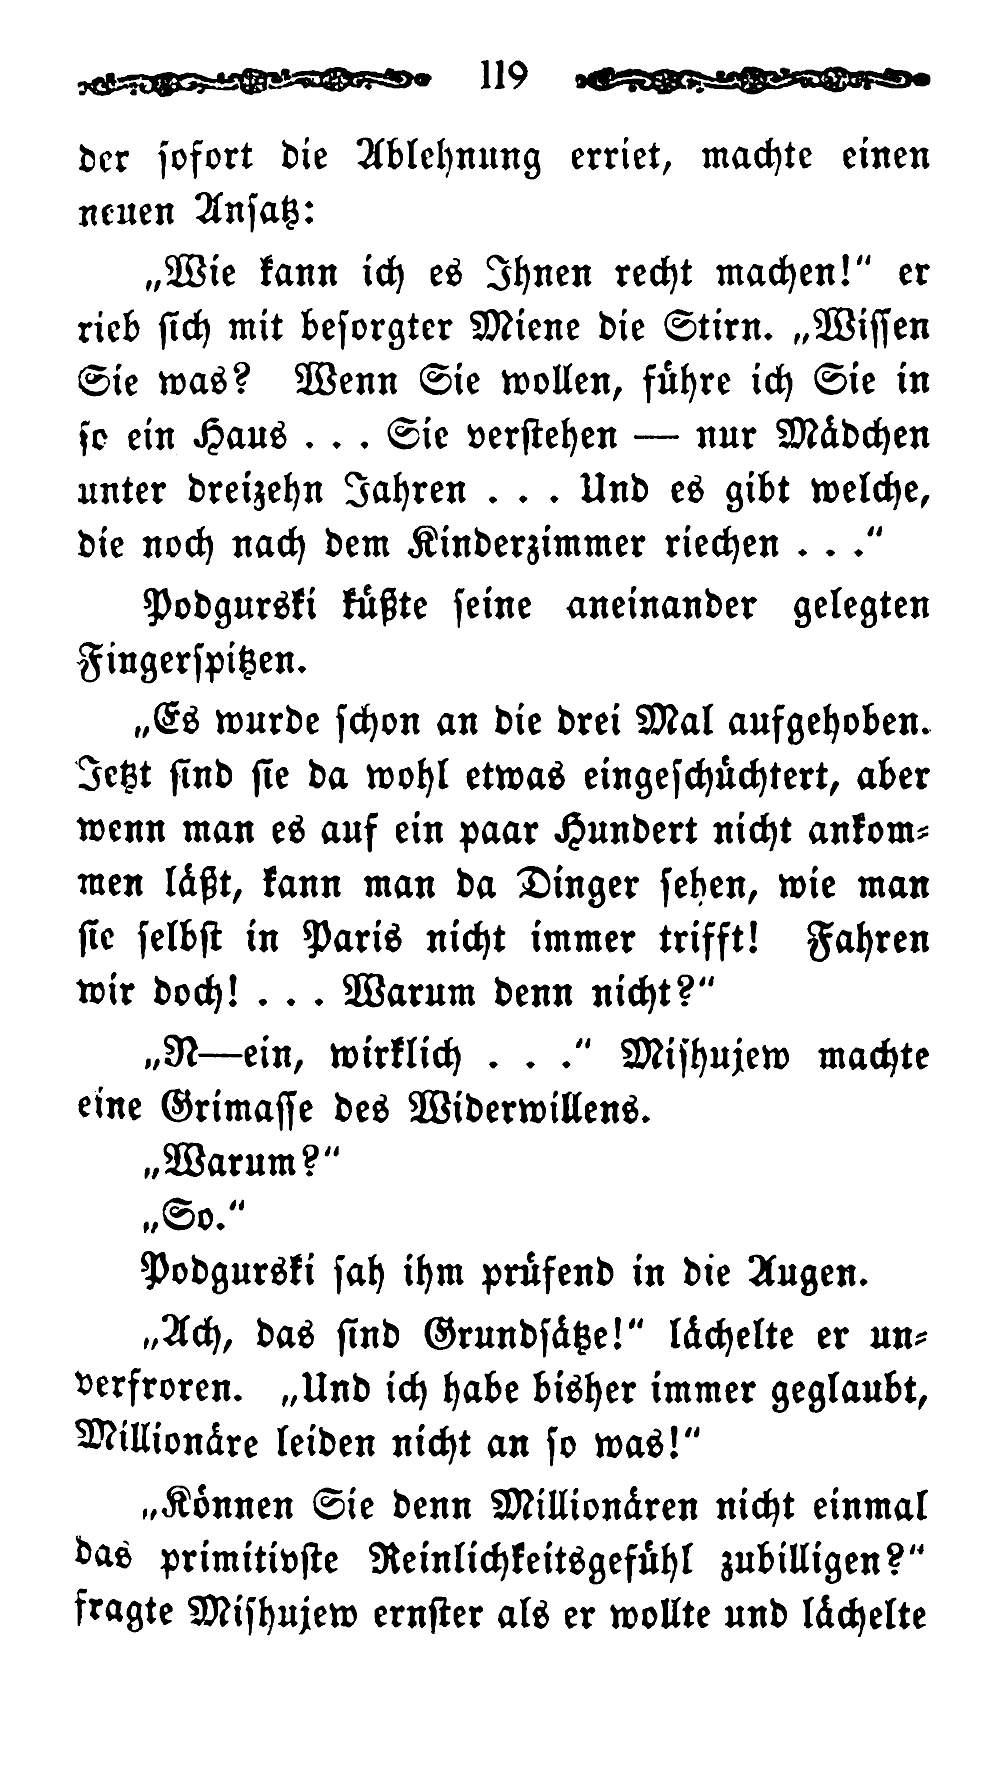 119
der ſofort die Ablehnung erriet, machte einen
neuen Anſatz:
„Wie kann ich es Ihnen recht machen!“ er
rieb ſich mit beſorgter Miene die Stirn. „Wiſſen
Sie was? Wenn Sie wollen, führe ich Sie in
ſo ein Haus . . . Sie verſtehen — nur Mädchen
unter dreizehn Jahren . . . Und es gibt welche,
die noch nach dem Kinderzimmer riechen . . .“
Podgurski küßte ſeine aneinander gelegten
Fingerſpitzen.
„Es wurde ſchon an die drei Mal aufgehoben.
Jetzt ſind ſie da wohl etwas eingeſchüchtert, aber
wenn man es auf ein paar Hundert nicht ankom⸗
men läßt, kann man da Dinger ſehen, wie man
ſie ſelbſt in Paris nicht immer trifft! Fahren
wir doch! . . . Warum denn nicht?“
„N—ein, wirklich . . .“ Miſhujew machte
eine Grimaſſe des Widerwillens.
„Warum?“
„So.“
Podgurski ſah ihm prüfend in die Augen.
„Ach, das ſind Grundſätze!“ lächelte er un⸗
verfroren. „Und ich habe bisher immer geglaubt,
Millionäre leiden nicht an ſo was!“
„Können Sie denn Millionären nicht einmal
das primitivſte Reinlichkeitsgefühl zubilligen?“
fragte Miſhujew ernſter als er wollte und lächelte